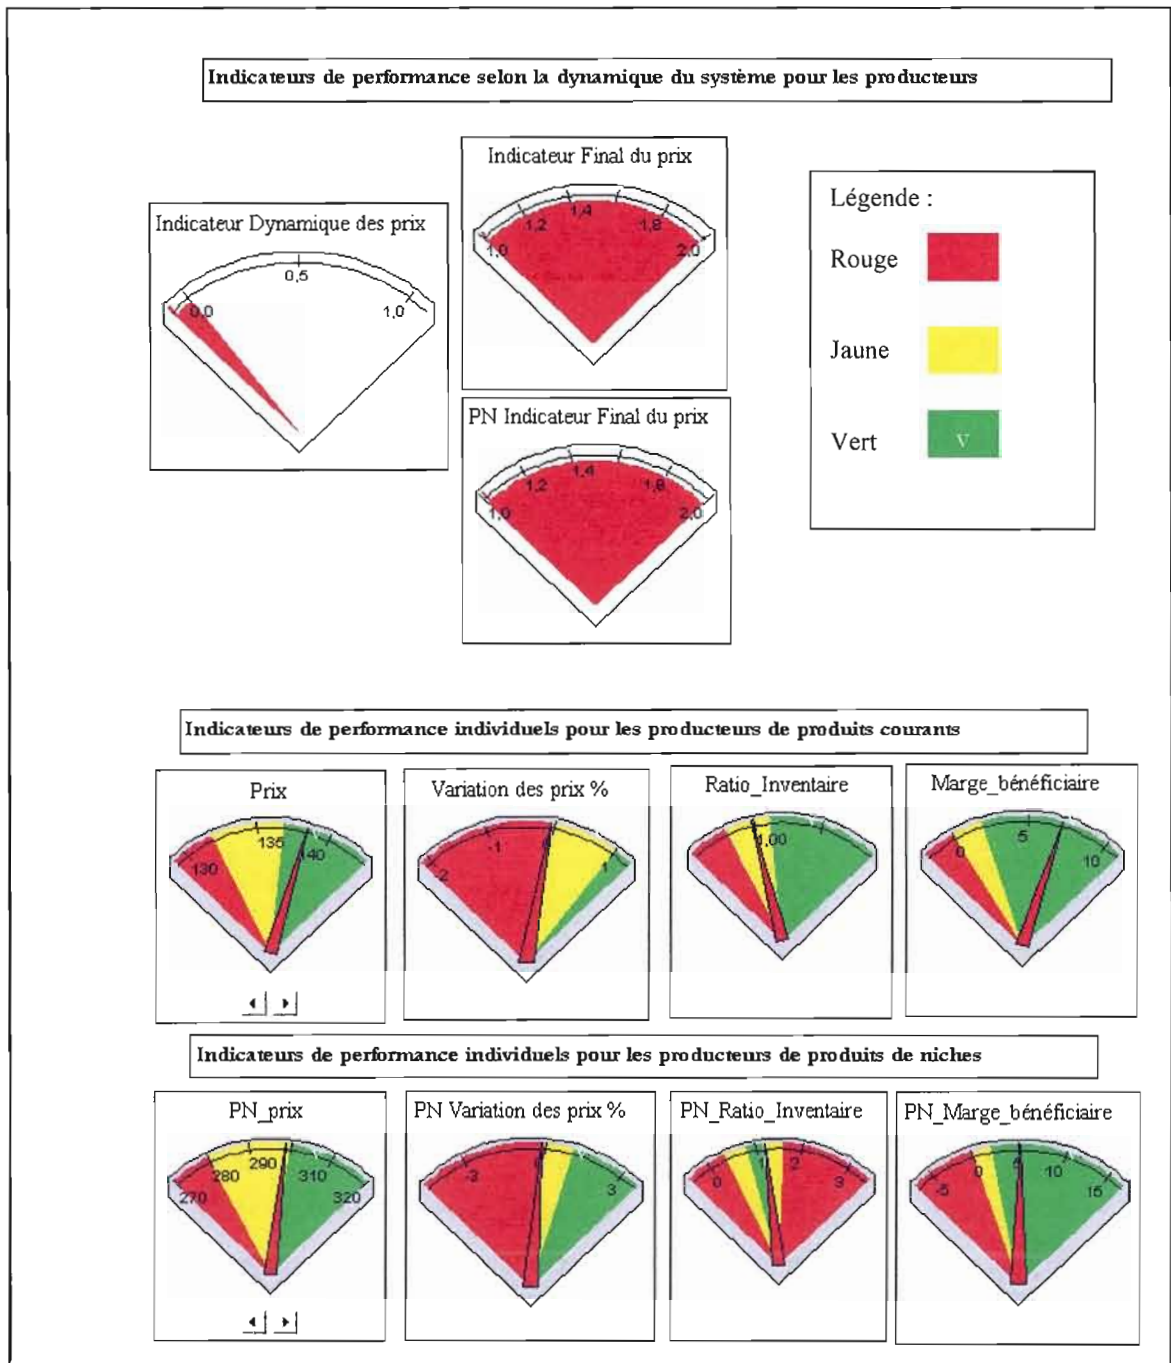 Indicateurs de performance selon la dynamique du système pour les producteurs
Indicateur Dynamique des prix
0,0
0,5
1,0
Indicateur Final du prix
1,0
1,2
1,4
1,8
2,0
PN Indicateur Final du prix
1,0
1,2
1,4
1,8
2,0
Légende :
Rouge
Jaune
Vert
V
Indicateurs de performance individuels pour les producteurs de produits courants
Prix
130
135
140
Variation des prix %
-2
-1
1
Ratio_Inventaire
1,00
Marge_bénéficiaire
0
5
10
Indicateurs de performance individuels pour les producteurs de produits de niches
PN_prix
270
280
290
310
320
PN Variation des prix %
-3
0
3
PN_Ratio_Inventaire
0
1
2
3
PN_Marge_bénéficiaire
-5
0
5
10
15